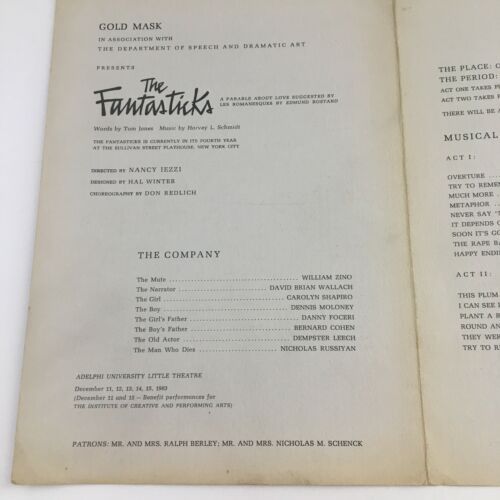 GOLD MASK
IN ASSOCIATION WITH
THE DEPARTMENT OF SPEECH AND DRAMATIC ART
PRESENTS
The
Fantasticks
A PARABLE ABOUT LOVE SUGGESTED BY
LES ROMANESQUES BY EDMUND ROSTAND
Words by Tom Jones Music by Harvey L. Schmidt
THE FANTASTICKS IS CURRENTLY IN ITS FOURTH YEAR
AT THE SULLIVAN STREET PLAYHOUSE, NEW YORK CITY
DIRECTED BY NANCY IEZZI
DESIGNED BY HAL WINTER
CHOREOGRAPHY BY DON REDLICH
THE COMPANY
The Mute ........ WILLIAM ZINO
The Narrator ........ DAVID BRIAN WALLACH
The Girl ........ CAROLYN SHAPIRO
The Boy ........ DENNIS MOLONEY
The Girl's Father ........ DANNY FOCERI
The Boy's Father ........ BERNARD COHEN
The Old Actor ........ DEMPSTER LEECH
The Man Who Dies ........ NICHOLAS RUSSIYAN
ADELPHI UNIVERSITY LITTLE THEATRE
December 11, 12, 13, 14, 15, 1963
(December 11 and 15 — Benefit performances for
THE INSTITUTE OF CREATIVE AND PERFORMING ARTS)
PATRONS: MR. AND MRS. RALPH BERLEY; MR. AND MRS. NICHOLAS M. SCHENCK
THE PLACE:
THE PERIOD:
ACT ONE TAKES
ACT TWO TAKES
THERE WILL BE
MUSICAL
ACT I:
OVERTURE ...
TRY TO
MUCH MORE ..
METAPHOR ...
NEVER SAY
IT DEPENDS
SOON IT'S
THE RAPE
HAPPY
ACT II:
THIS PLUM
I CAN SEE
PLANT A
ROUND
THEY
TRY TO